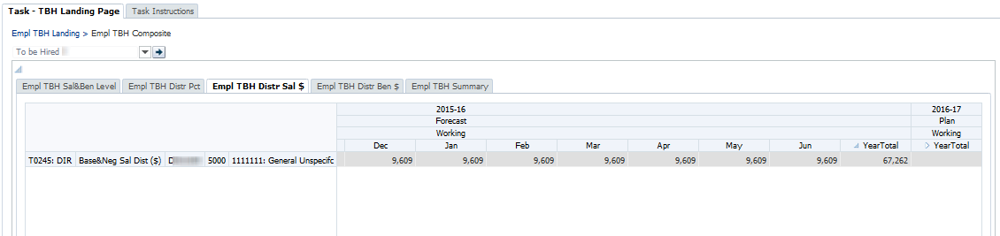 Task - TBH Landing Page Task Instructions
Empl TBH Landing > Empl TBH Composite
To be Hired
Empl TBH Sal&Ben Level Empl TBH Distr Pct Empl TBH Distr Sal $ Empl TBH Distr Ben $ Empl TBH Summary
2015-16 2016-17
Forecast Plan
Working Working
Dec Jan Feb Mar Apr May Jun YearTotal YearTotal
T0245: DIR Base&Neg Sal Dist ($) 5000 1111111: General Unspecifc 9,609 9,609 9,609 9,609 9,609 9,609 9,609 67,262